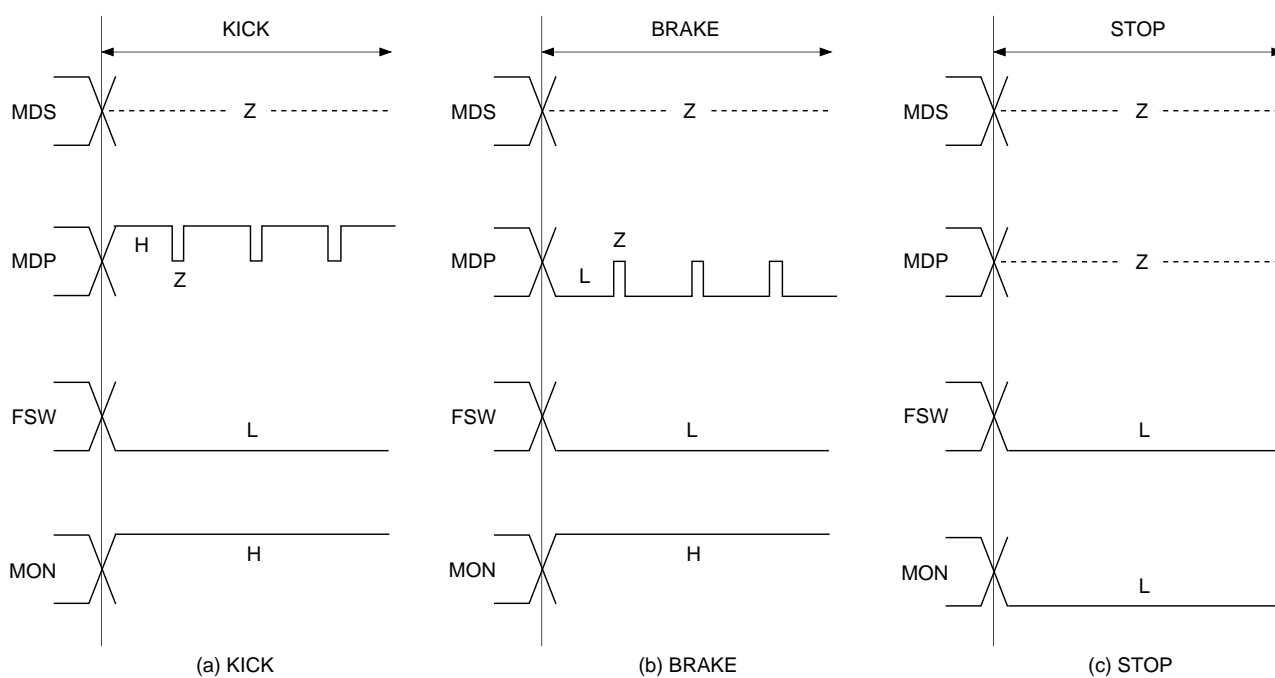 KICK
BRAKE
STOP
MDS
Z
MDS
Z
MDS
Z
MDP
H
Z
MDP
L
Z
MDP
Z
FSW
L
FSW
L
FSW
L
MON
H
MON
H
MON
L
(a) KICK
(b) BRAKE
(c) STOP